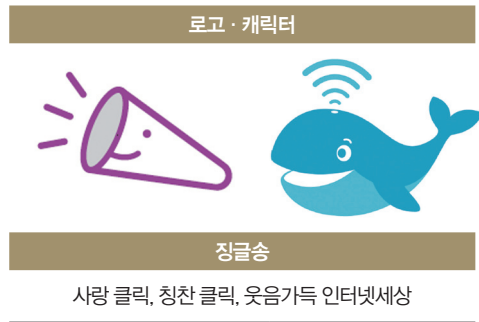 로고 · 캐릭터
징글송
사랑 클릭, 칭찬 클릭, 웃음가득 인터넷세상